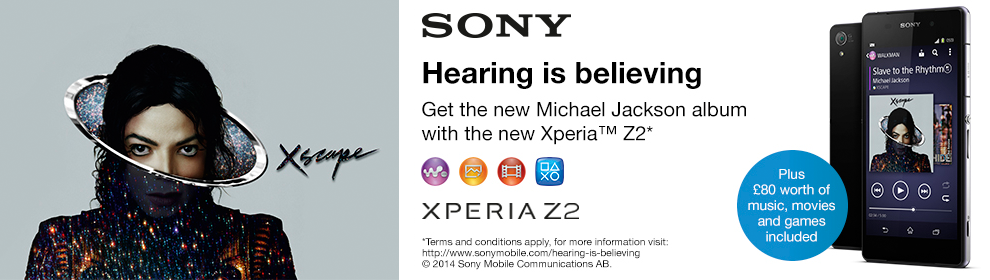 Xscape
SONY
Hearing is believing
Get the new Michael Jackson album
with the new Xperia™ Z2*
XPERIA Z2
*Terms and conditions apply, for more information visit:
http://www.sonymobile.com/hearing-is-believing
© 2014 Sony Mobile Communications AB.
Plus
£80 worth of
music, movies
and games
included
SONY
WALKMAN
Slave to the Rhythm
Michael Jackson
XSCAPE
Xscape
HIDE